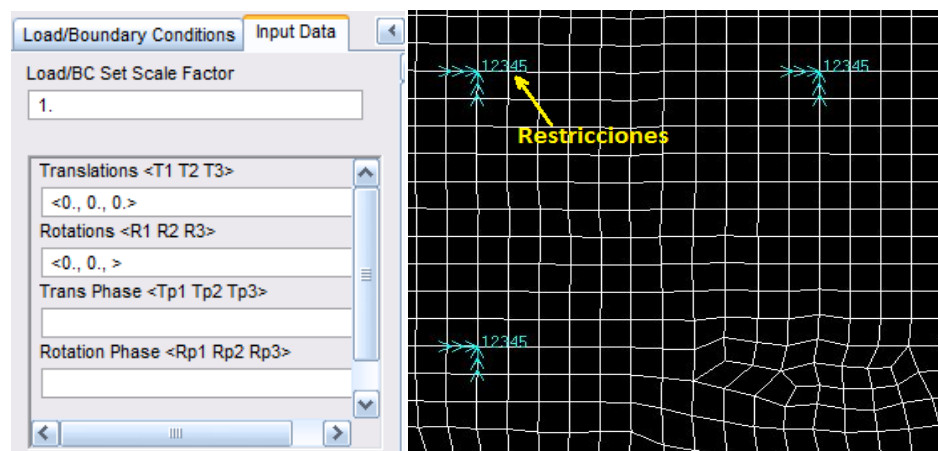 Load/Boundary Conditions
Input Data
Load/BC Set Scale Factor
1.
Translations <T1 T2 T3>
<0., 0., 0.>
Rotations <R1 R2 R3>
<0., 0., >
Trans Phase <Tp1 Tp2 Tp3>
Rotation Phase <Rp1 Rp2 Rp3>
12345
12345
Restricciones
12345